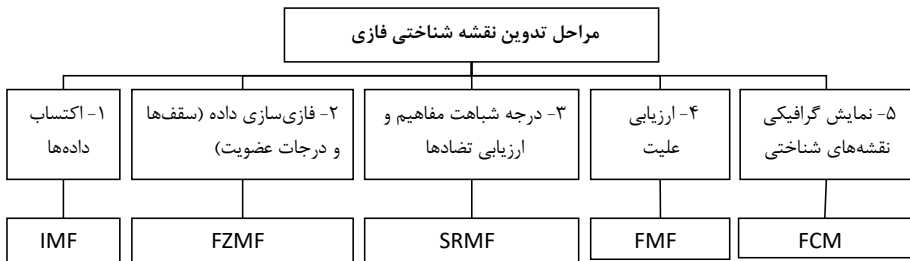 مراحل تدوین نقشه شناختی فازی
۱- اکتساب
داده‌ها
۲- فازی‌سازی داده (سقف‌ها
و درجات عضویت)
۳- درجه شباهت مفاهیم و
ارزیابی تضادها
۴- ارزیابی
علیت
۵- نمایش گرافیکی
نقشه‌های شناختی
IMF
FZMF
SRMF
FMF
FCM